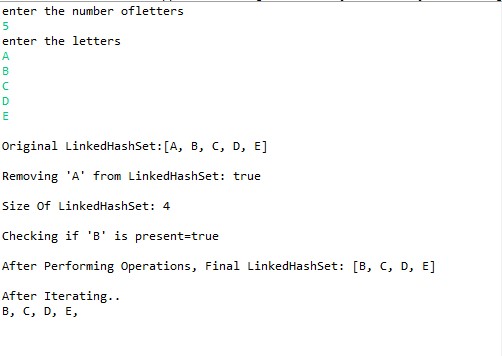 enter the number ofletters
5
enter the letters
A
B
C
D
E
Original LinkedHashSet:[A, B, C, D, E]
Removing 'A' from LinkedHashSet: true
Size Of LinkedHashSet: 4
Checking if 'B' is present=true
After Performing Operations, Final LinkedHashSet: [B, C, D, E]
After Iterating..
B, C, D, E,